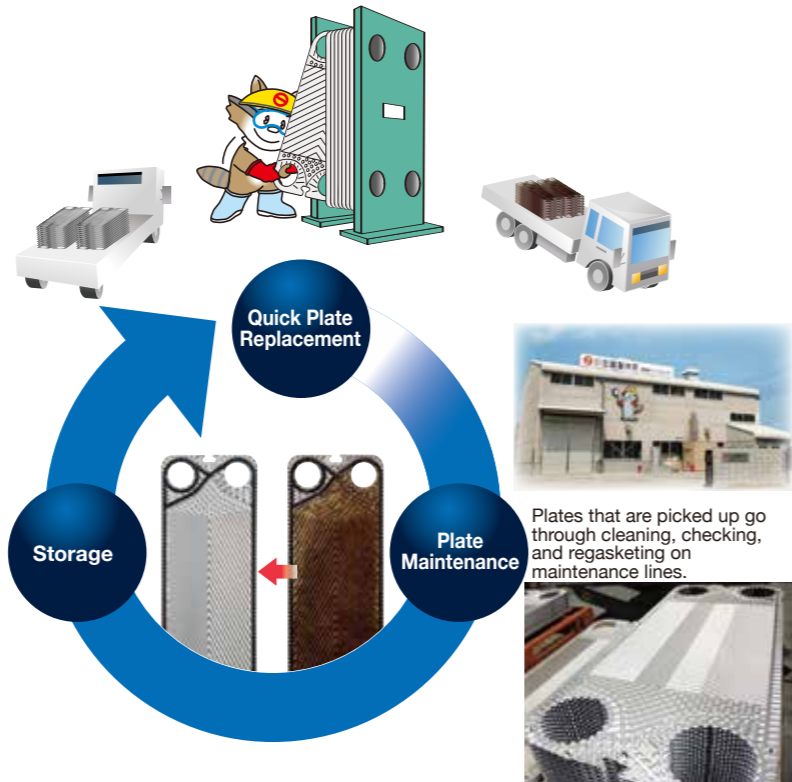 Quick Plate
Replacement
Storage
Plate
Maintenance
Plates that are picked up go
through cleaning, checking,
and regasketing on
maintenance lines.